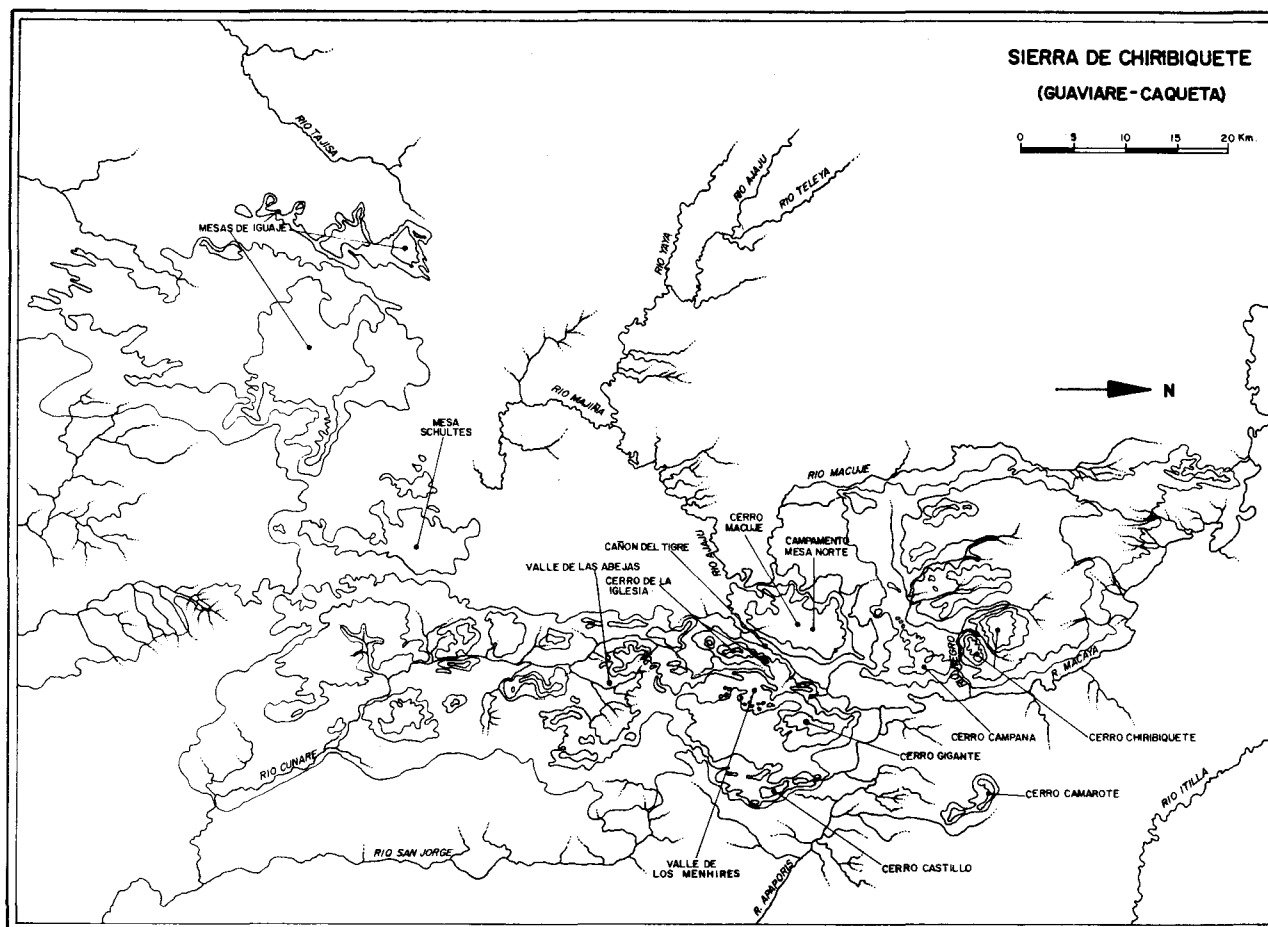 SIERRA DE CHIRIBIQUETE
(GUAVIARE-CAQUETA)
0 5 10 15 20 Km.
RIO TAJISA
RIO AJAJU
RIO TELEYA
RIO YAYA
MESAS DE IGUAJE
N
RIO MAJIÑA
MESA
SCHULTES
RIO MACUJE
CERRO
MACUJE
CAMPAMENTO
MESA NORTE
RIO AJAJU
CAÑON DEL TIGRE
VALLE DE LAS ABEJAS
CERRO DE LA
IGLESIA
RIO NEGRO
R. MACAYA
CERRO CAMPANA
CERRO CHIRIBIQUETE
CERRO GIGANTE
RIO CUNARE
CERRO CAMAROTE
RIO ITILLA
RIO SAN JORGE
VALLE DE
LOS MENHIRES
CERRO CASTILLO
R. APAPORIS